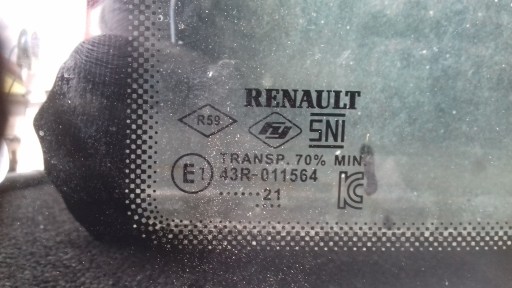 RENAULT
R59
SNI
TRANSP. 70% MIN
E1
43R-011564
21